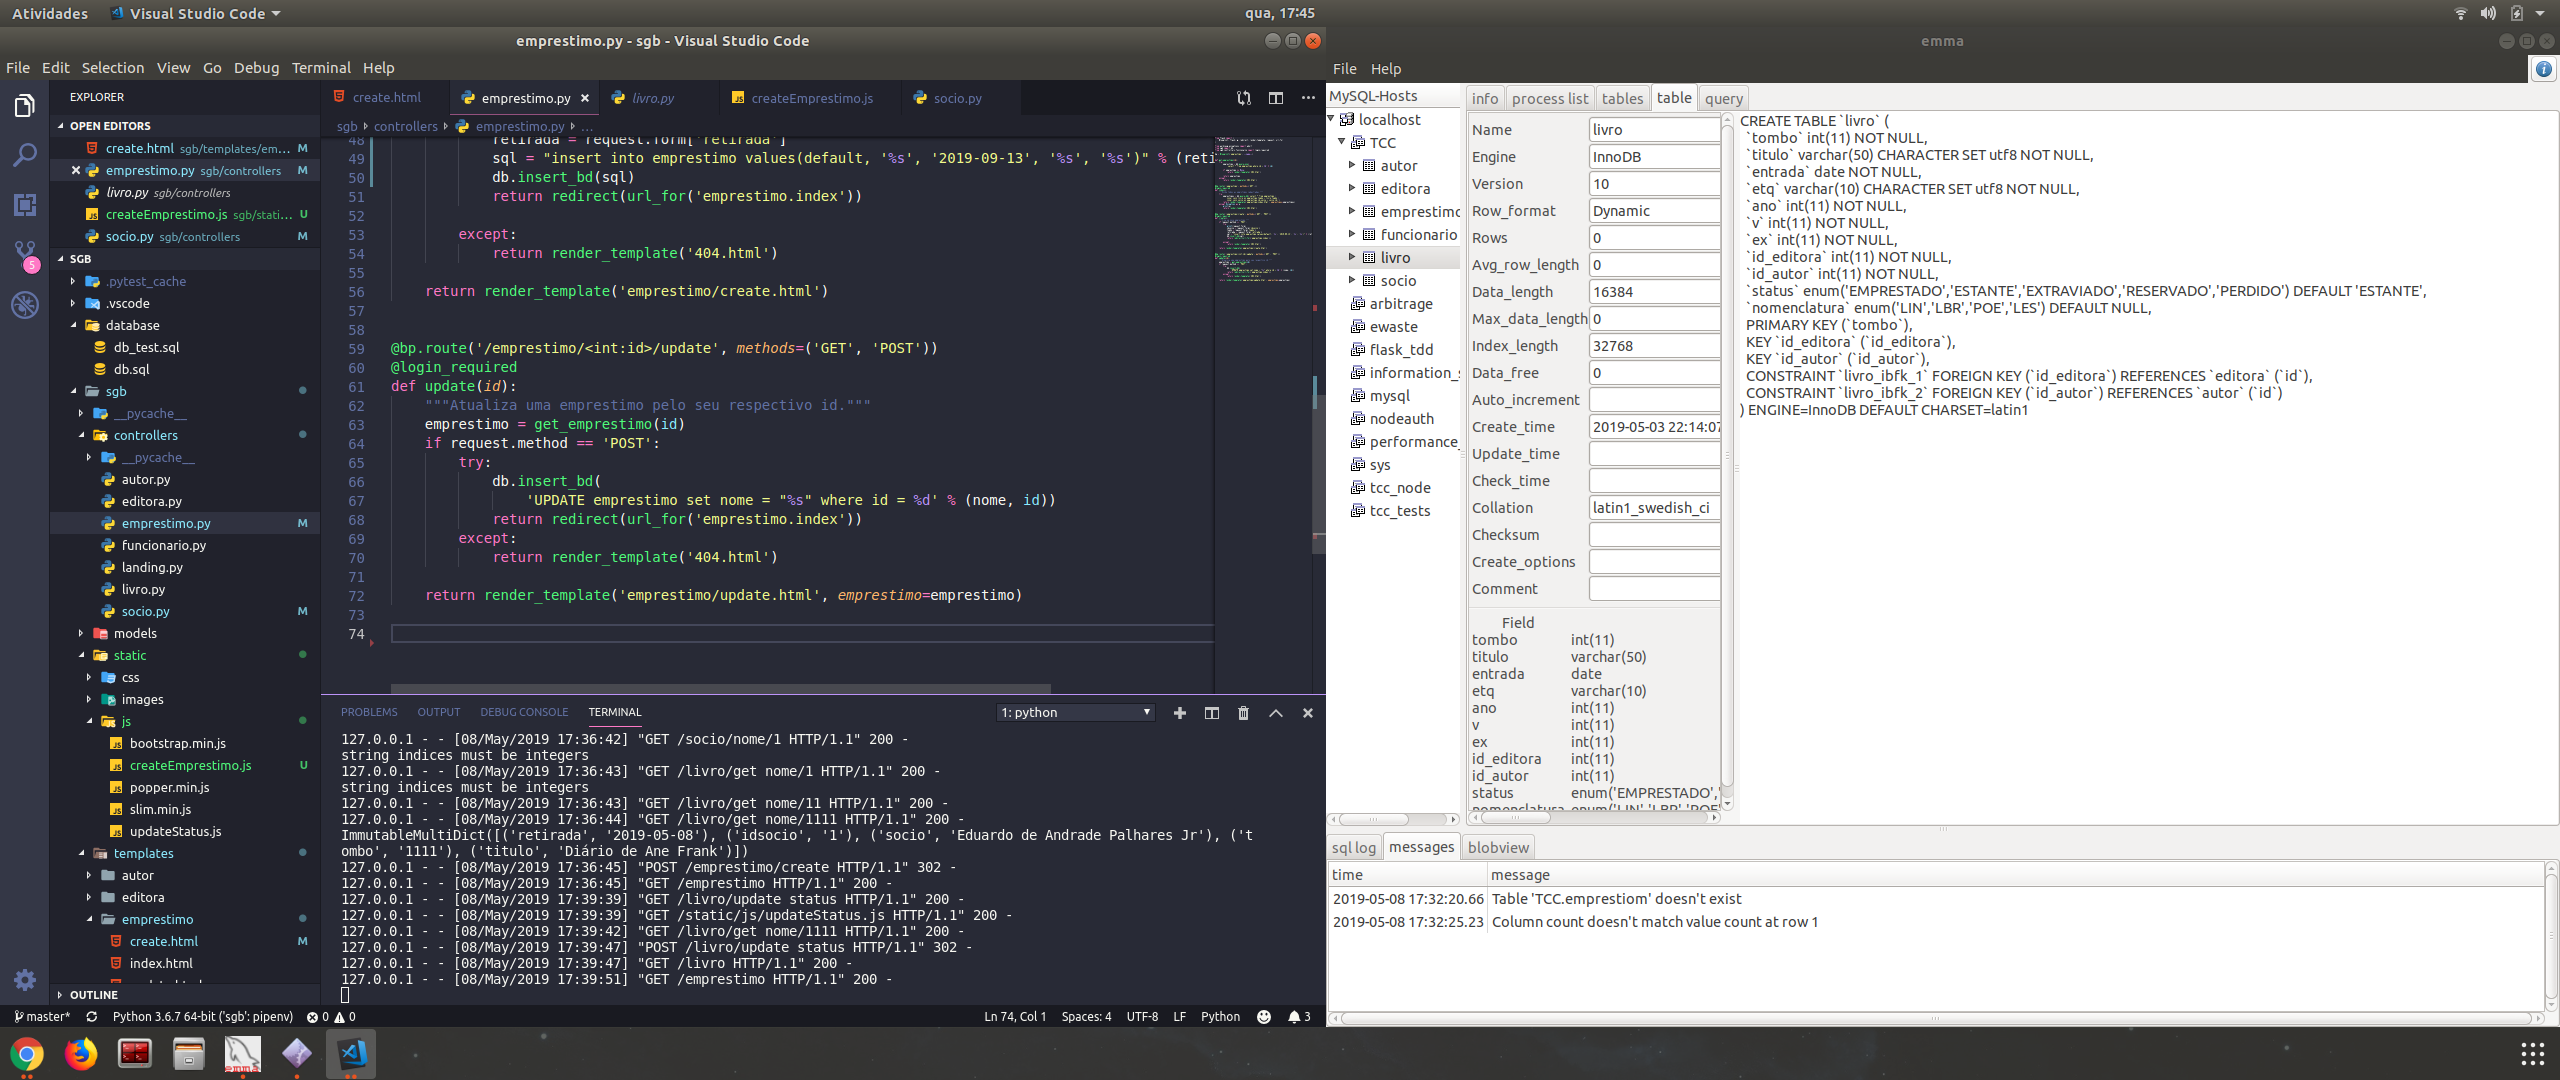 Atividades
Visual Studio Code
qua, 17:45
emprestimo.py - sgb - Visual Studio Code
File Edit Selection View Go Debug Terminal Help
EXPLORER
OPEN EDITORS
create.html sgb/templates/em... M
emprestimo.py sgb/controllers M
livro.py sgb/controllers
createEmprestimo.js sgb/stati... U
socio.py sgb/controllers M
SGB
.pytest_cache
.vscode
database
db_test.sql
db.sql
sgb
__pycache__
controllers
__pycache__
autor.py
editora.py
emprestimo.py M
funcionario.py
landing.py
livro.py
socio.py M
models
static
css
images
js
bootstrap.min.js
createEmprestimo.js U
popper.min.js
slim.min.js
updateStatus.js
templates
autor
editora
emprestimo
create.html M
index.html
OUTLINE
create.html emprestimo.py livro.py createEmprestimo.js socio.py
sgb controllers emprestimo.py ...
48 retirada = request.form['retirada']
49 sql = "insert into emprestimo values(default, '%s', '2019-09-13', '%s', '%s')" % (reti
50 db.insert_bd(sql)
51 return redirect(url_for('emprestimo.index'))
52
53 except:
54 return render_template('404.html')
55
56 return render_template('emprestimo/create.html')
57
58
59 @bp.route('/emprestimo/<int:id>/update', methods=('GET', 'POST'))
60 @login_required
61 def update(id):
62 """Atualiza uma emprestimo pelo seu respectivo id."""
63 emprestimo = get_emprestimo(id)
64 if request.method == 'POST':
65 try:
66 db.insert_bd(
67 'UPDATE emprestimo set nome = "%s" where id = %d' % (nome, id))
68 return redirect(url_for('emprestimo.index'))
69 except:
70 return render_template('404.html')
71
72 return render_template('emprestimo/update.html', emprestimo=emprestimo)
73
74
PROBLEMS OUTPUT DEBUG CONSOLE TERMINAL
1: python
127.0.0.1 - - [08/May/2019 17:36:42] "GET /socio/nome/1 HTTP/1.1" 200 -
string indices must be integers
127.0.0.1 - - [08/May/2019 17:36:43] "GET /livro/get nome/1 HTTP/1.1" 200 -
string indices must be integers
127.0.0.1 - - [08/May/2019 17:36:43] "GET /livro/get nome/11 HTTP/1.1" 200 -
127.0.0.1 - - [08/May/2019 17:36:44] "GET /livro/get nome/1111 HTTP/1.1" 200 -
ImmutableMultiDict([('retirada', '2019-05-08'), ('idsocio', '1'), ('socio', 'Eduardo de Andrade Palhares Jr'), ('t
ombo', '1111'), ('titulo', 'Diário de Ane Frank')])
127.0.0.1 - - [08/May/2019 17:36:45] "POST /emprestimo/create HTTP/1.1" 302 -
127.0.0.1 - - [08/May/2019 17:36:45] "GET /emprestimo HTTP/1.1" 200 -
127.0.0.1 - - [08/May/2019 17:39:39] "GET /livro/update status HTTP/1.1" 200 -
127.0.0.1 - - [08/May/2019 17:39:39] "GET /static/js/updateStatus.js HTTP/1.1" 200 -
127.0.0.1 - - [08/May/2019 17:39:42] "GET /livro/get nome/1111 HTTP/1.1" 200 -
127.0.0.1 - - [08/May/2019 17:39:47] "POST /livro/update status HTTP/1.1" 302 -
127.0.0.1 - - [08/May/2019 17:39:47] "GET /livro HTTP/1.1" 200 -
127.0.0.1 - - [08/May/2019 17:39:51] "GET /emprestimo HTTP/1.1" 200 -
master* Python 3.6.7 64-bit ('sgb': pipenv) 0 0
Ln 74, Col 1 Spaces: 4 UTF-8 LF Python 3
emma
File Help
MySQL-Hosts
localhost
TCC
autor
editora
emprestimo
funcionario
livro
socio
arbitrage
ewaste
flask_tdd
information_s
mysql
nodeauth
performance_
sys
tcc_node
tcc_tests
info process list tables table query
Name livro
Engine InnoDB
Version 10
Row_format Dynamic
Rows 0
Avg_row_length 0
Data_length 16384
Max_data_length 0
Index_length 32768
Data_free 0
Auto_increment
Create_time 2019-05-03 22:14:07
Update_time
Check_time
Collation latin1_swedish_ci
Checksum
Create_options
Comment
Field
tombo int(11)
titulo varchar(50)
entrada date
etq varchar(10)
ano int(11)
v int(11)
ex int(11)
id_editora int(11)
id_autor int(11)
status enum('EMPRESTADO','
nomenclatura enum('LIN','LBR','POE'
CREATE TABLE `livro` (
`tombo` int(11) NOT NULL,
`titulo` varchar(50) CHARACTER SET utf8 NOT NULL,
`entrada` date NOT NULL,
`etq` varchar(10) CHARACTER SET utf8 NOT NULL,
`ano` int(11) NOT NULL,
`v` int(11) NOT NULL,
`ex` int(11) NOT NULL,
`id_editora` int(11) NOT NULL,
`id_autor` int(11) NOT NULL,
`status` enum('EMPRESTADO','ESTANTE','EXTRAVIADO','RESERVADO','PERDIDO') DEFAULT 'ESTANTE',
`nomenclatura` enum('LIN','LBR','POE','LES') DEFAULT NULL,
PRIMARY KEY (`tombo`),
KEY `id_editora` (`id_editora`),
KEY `id_autor` (`id_autor`),
CONSTRAINT `livro_ibfk_1` FOREIGN KEY (`id_editora`) REFERENCES `editora` (`id`),
CONSTRAINT `livro_ibfk_2` FOREIGN KEY (`id_autor`) REFERENCES `autor` (`id`)
) ENGINE=InnoDB DEFAULT CHARSET=latin1
sql log messages blobview
time message
2019-05-08 17:32:20.66 Table 'TCC.emprestiom' doesn't exist
2019-05-08 17:32:25.23 Column count doesn't match value count at row 1